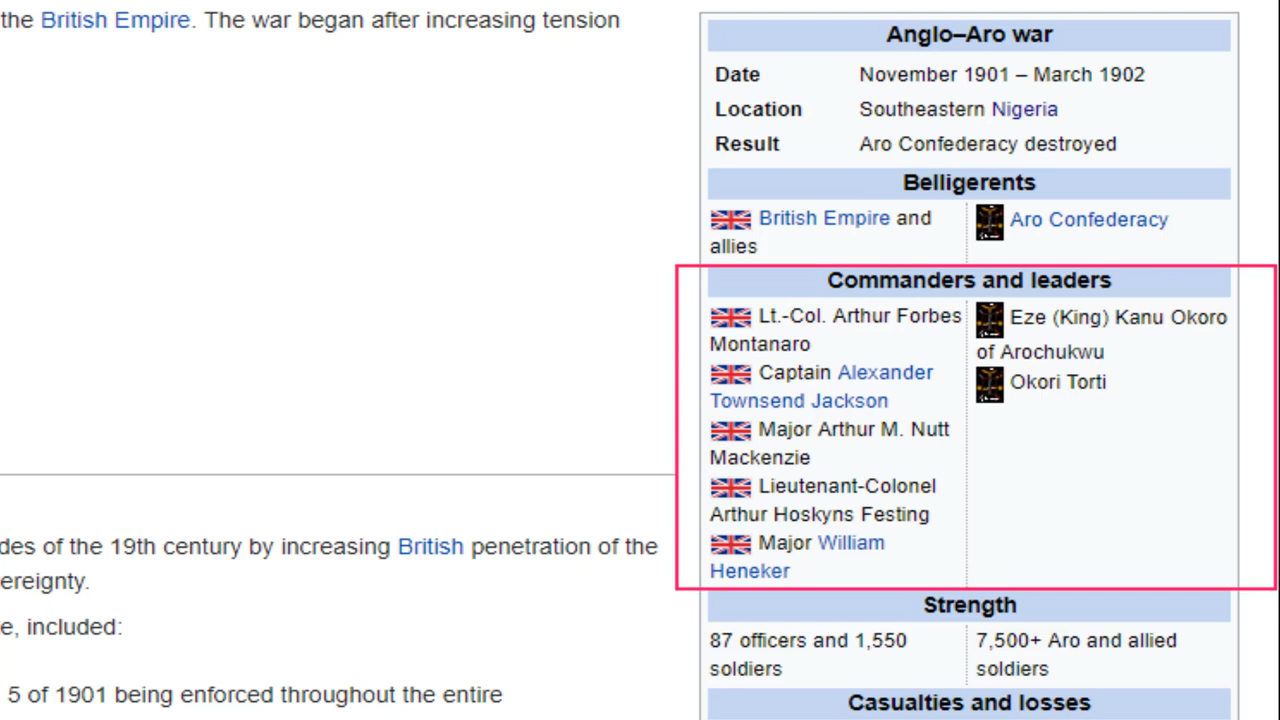 the British Empire. The war began after increasing tension
des of the 19th century by increasing British penetration of the
ereignty.
e, included:
5 of 1901 being enforced throughout the entire
Anglo–Aro war
Date November 1901 – March 1902
Location Southeastern Nigeria
Result Aro Confederacy destroyed
Belligerents
British Empire and
allies
Aro Confederacy
Commanders and leaders
Lt.-Col. Arthur Forbes
Montanaro
Captain Alexander
Townsend Jackson
Major Arthur M. Nutt
Mackenzie
Lieutenant-Colonel
Arthur Hoskyns Festing
Major William
Heneker
Eze (King) Kanu Okoro
of Arochukwu
Okori Torti
Strength
87 officers and 1,550
soldiers
7,500+ Aro and allied
soldiers
Casualties and losses